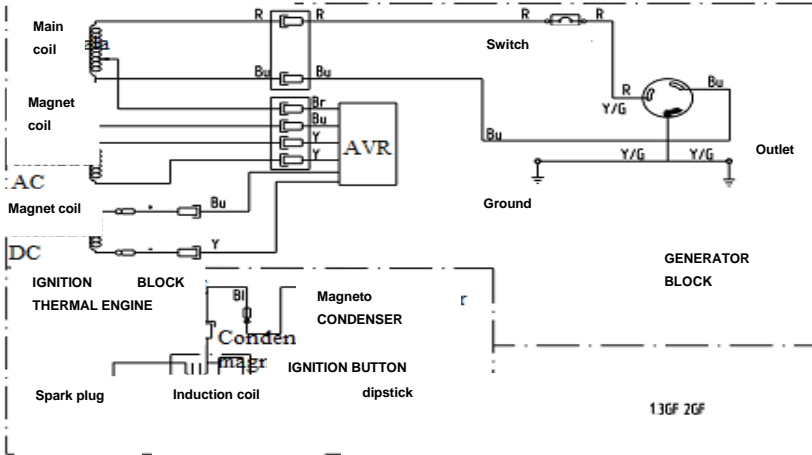 Main
coil
R
R
R
Switch
Bu
Bu
R
Bu
Y/G
Magnet
coil
Br
Bu
Y
Y
AVR
Bu
Y/G
Y/G
Outlet
AC
Magnet coil
- Bu
Ground
DC
- Y
GENERATOR
BLOCK
IGNITION BLOCK
THERMAL ENGINE
Bl
Magneto
CONDENSER
r
Conden
magr
IGNITION BUTTON
Spark plug
Induction coil
dipstick
13GF 2GF